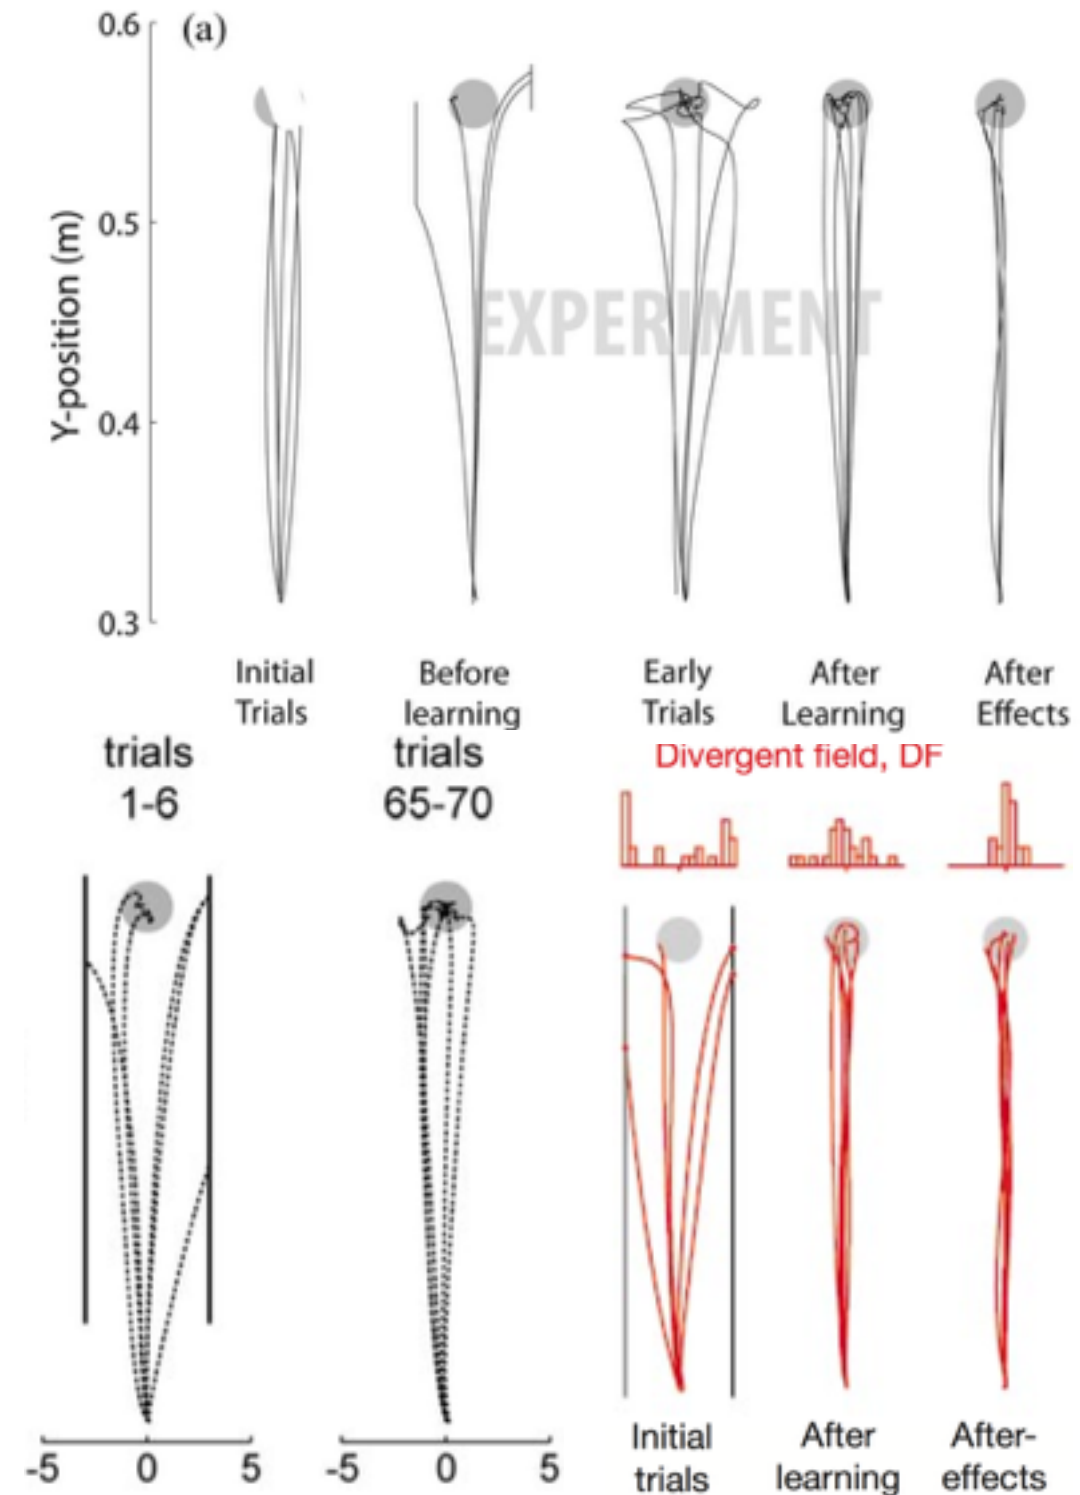 (a)
0.6
0.5
0.4
0.3
Y-position (m)
EXPERIMENT
Initial
Trials
Before
learning
Early
Trials
After
Learning
After
Effects
trials
1-6
trials
65-70
Divergent field, DF
-5 0 5
-5 0 5
Initial
trials
After
learning
After-
effects